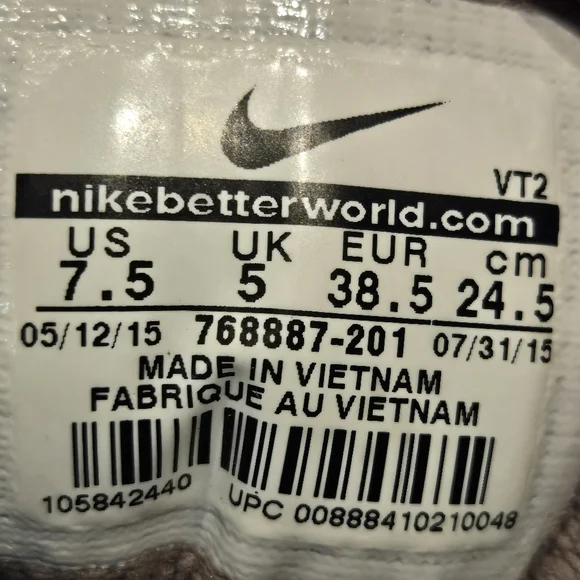 VT2
nikebetterworld.com
US UK EUR cm
7.5 5 38.5 24.5
05/12/15 768887-201 07/31/15
MADE IN VIETNAM
FABRIQUE AU VIETNAM
105842440 UPC 00888410210048